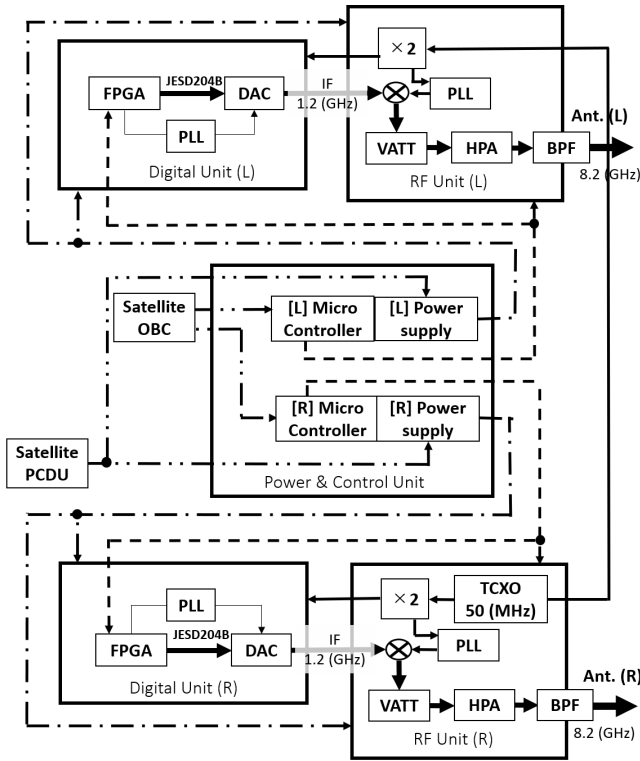 ×2
FPGA
JESD204B
DAC
IF
1.2 (GHz)
PLL
PLL
Digital Unit (L)
VATT
HPA
BPF
RF Unit (L)
Ant. (L)
8.2 (GHz)
Satellite
OBC
[L] Micro
Controller
[L] Power
supply
[R] Micro
Controller
[R] Power
supply
Satellite
PCDU
Power & Control Unit
×2
TCXO
50 (MHz)
PLL
FPGA
JESD204B
DAC
IF
1.2 (GHz)
PLL
Digital Unit (R)
VATT
HPA
BPF
RF Unit (R)
Ant. (R)
8.2 (GHz)